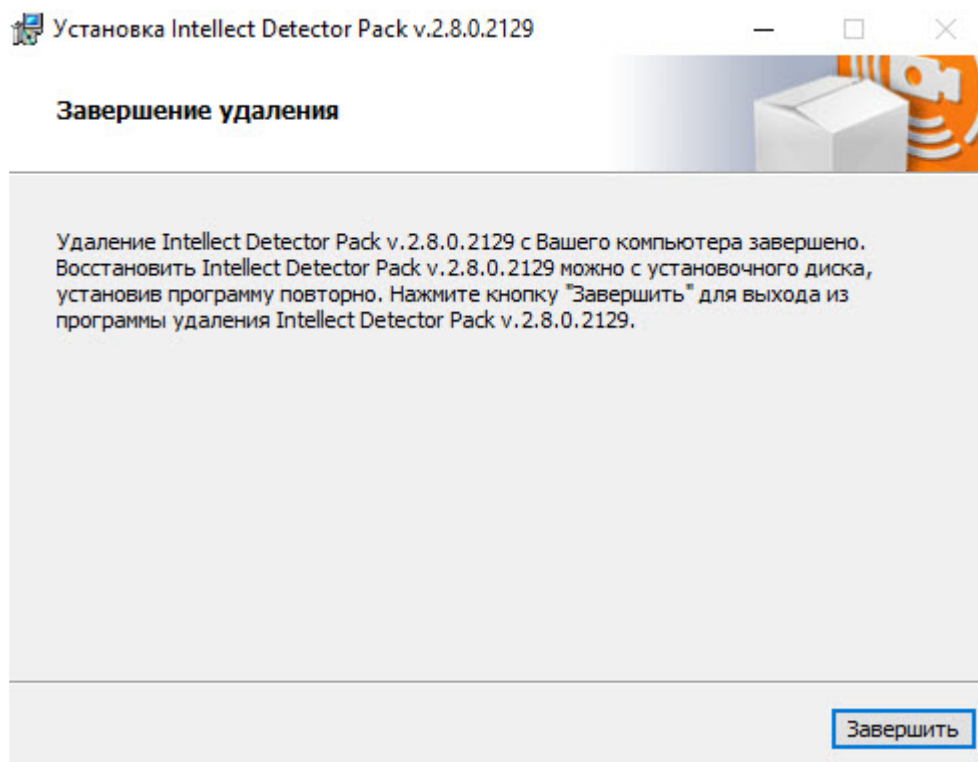 Установка Intellect Detector Pack v.2.8.0.2129
Завершение удаления
Удаление Intellect Detector Pack v.2.8.0.2129 с Вашего компьютера завершено.
Восстановить Intellect Detector Pack v.2.8.0.2129 можно с установочного диска,
установив программу повторно. Нажмите кнопку "Завершить" для выхода из
программы удаления Intellect Detector Pack v.2.8.0.2129.
Завершить